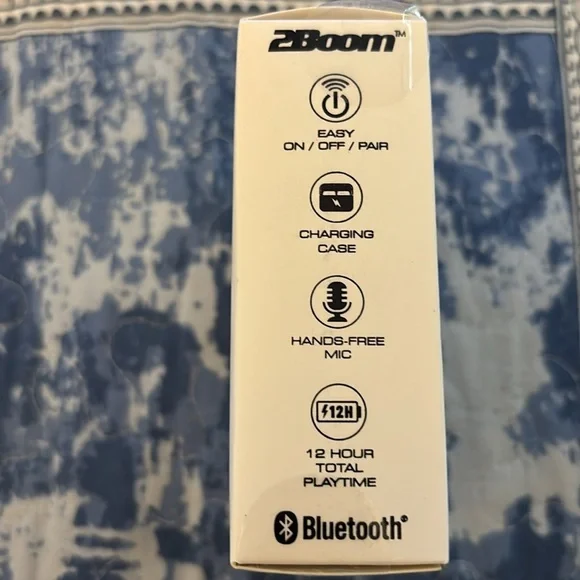 2Boom™
EASY
ON / OFF / PAIR
CHARGING
CASE
HANDS-FREE
MIC
12H
12 HOUR
TOTAL
PLAYTIME
Bluetooth®